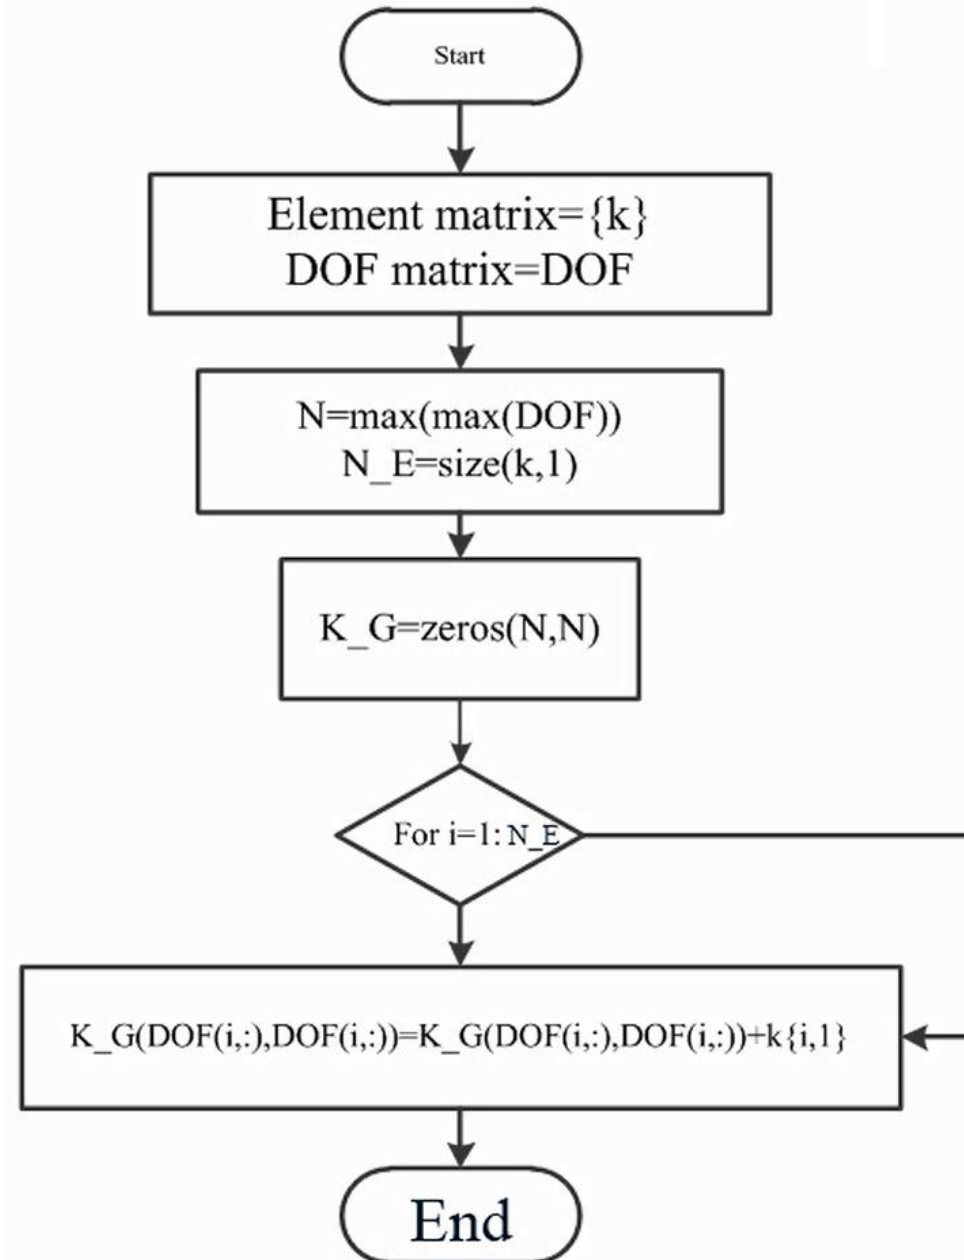 Start
Element matrix={k}
DOF matrix=DOF
N=max(max(DOF))
N_E=size(k,1)
K_G=zeros(N,N)
For i=1:N_E
K_G(DOF(i,:),DOF(i,:))=K_G(DOF(i,:),DOF(i,:))+k{i,1}
End